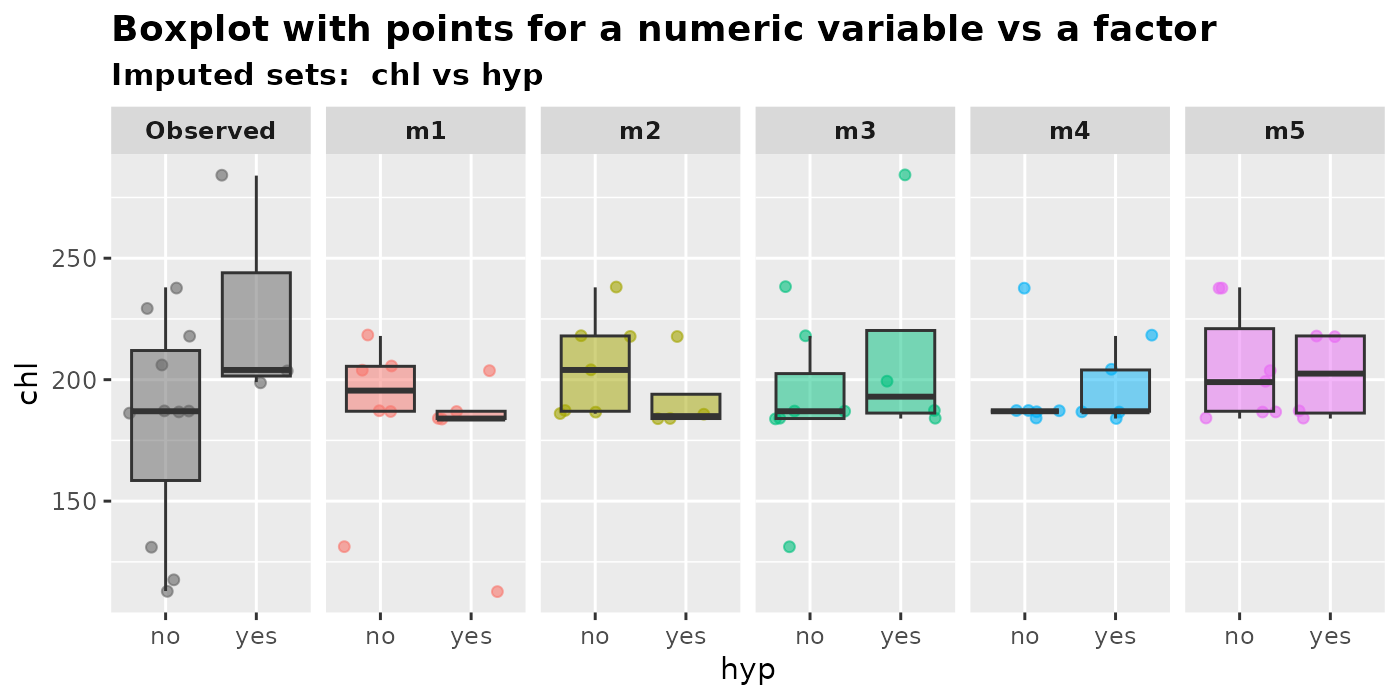 Boxplot with points for a numeric variable vs a factor
Imputed sets:  chl vs hyp
Observed m1 m2 m3 m4 m5
chl
250
200
150
no yes no yes no yes no yes no yes no yes
hyp